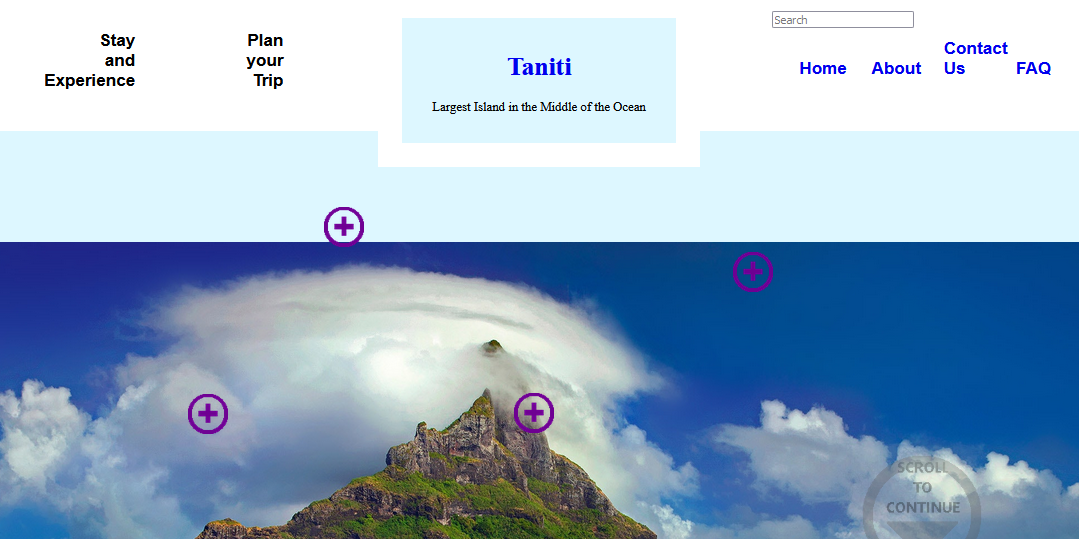 Search
Stay
and
Experience
Plan
your
Trip
Taniti
Largest Island in the Middle of the Ocean
Home
About
Contact
Us
FAQ
SCROLL
TO
CONTINUE